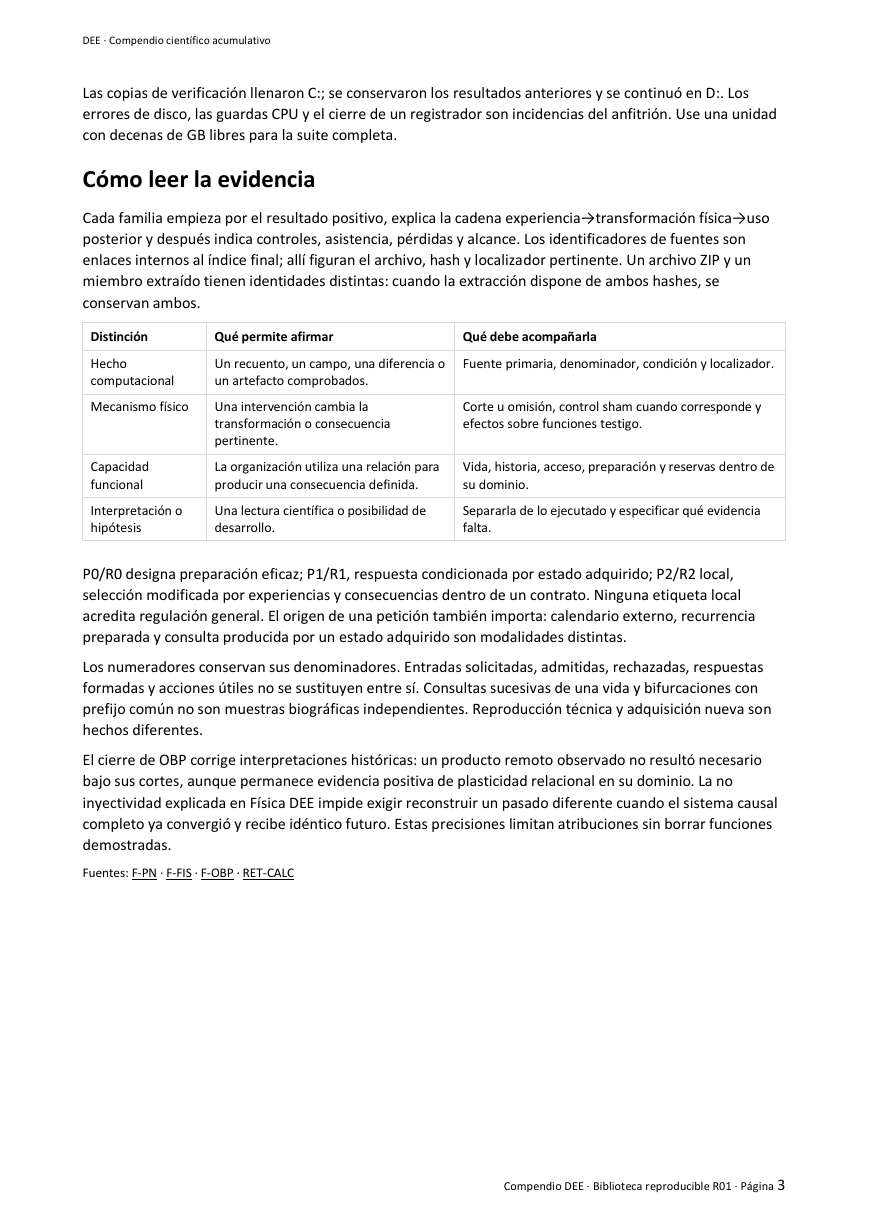 DEE · Compendio científico acumulativo
Las copias de verificación llenaron C:; se conservaron los resultados anteriores y se continuó en D:. Los
errores de disco, las guardas CPU y el cierre de un registrador son incidencias del anfitrión. Use una unidad
con decenas de GB libres para la suite completa.
Cómo leer la evidencia
Cada familia empieza por el resultado positivo, explica la cadena experiencia→transformación física→uso
posterior y después indica controles, asistencia, pérdidas y alcance. Los identificadores de fuentes son
enlaces internos al índice final; allí figuran el archivo, hash y localizador pertinente. Un archivo ZIP y un
miembro extraído tienen identidades distintas: cuando la extracción dispone de ambos hashes, se
conservan ambos.
Distinción
Qué permite afirmar
Qué debe acompañarla
Hecho
computacional
Un recuento, un campo, una diferencia o
un artefacto comprobados.
Fuente primaria, denominador, condición y localizador.
Mecanismo físico
Una intervención cambia la
transformación o consecuencia
pertinente.
Corte u omisión, control sham cuando corresponde y
efectos sobre funciones testigo.
Capacidad
funcional
La organización utiliza una relación para
producir una consecuencia definida.
Vida, historia, acceso, preparación y reservas dentro de
su dominio.
Interpretación o
hipótesis
Una lectura científica o posibilidad de
desarrollo.
Separarla de lo ejecutado y especificar qué evidencia
falta.
P0/R0 designa preparación eficaz; P1/R1, respuesta condicionada por estado adquirido; P2/R2 local,
selección modificada por experiencias y consecuencias dentro de un contrato. Ninguna etiqueta local
acredita regulación general. El origen de una petición también importa: calendario externo, recurrencia
preparada y consulta producida por un estado adquirido son modalidades distintas.
Los numeradores conservan sus denominadores. Entradas solicitadas, admitidas, rechazadas, respuestas
formadas y acciones útiles no se sustituyen entre sí. Consultas sucesivas de una vida y bifurcaciones con
prefijo común no son muestras biográficas independientes. Reproducción técnica y adquisición nueva son
hechos diferentes.
El cierre de OBP corrige interpretaciones históricas: un producto remoto observado no resultó necesario
bajo sus cortes, aunque permanece evidencia positiva de plasticidad relacional en su dominio. La no
inyectividad explicada en Física DEE impide exigir reconstruir un pasado diferente cuando el sistema causal
completo ya convergió y recibe idéntico futuro. Estas precisiones limitan atribuciones sin borrar funciones
demostradas.
Fuentes: F-PN · F-FIS · F-OBP · RET-CALC
Compendio DEE · Biblioteca reproducible R01 · Página 3